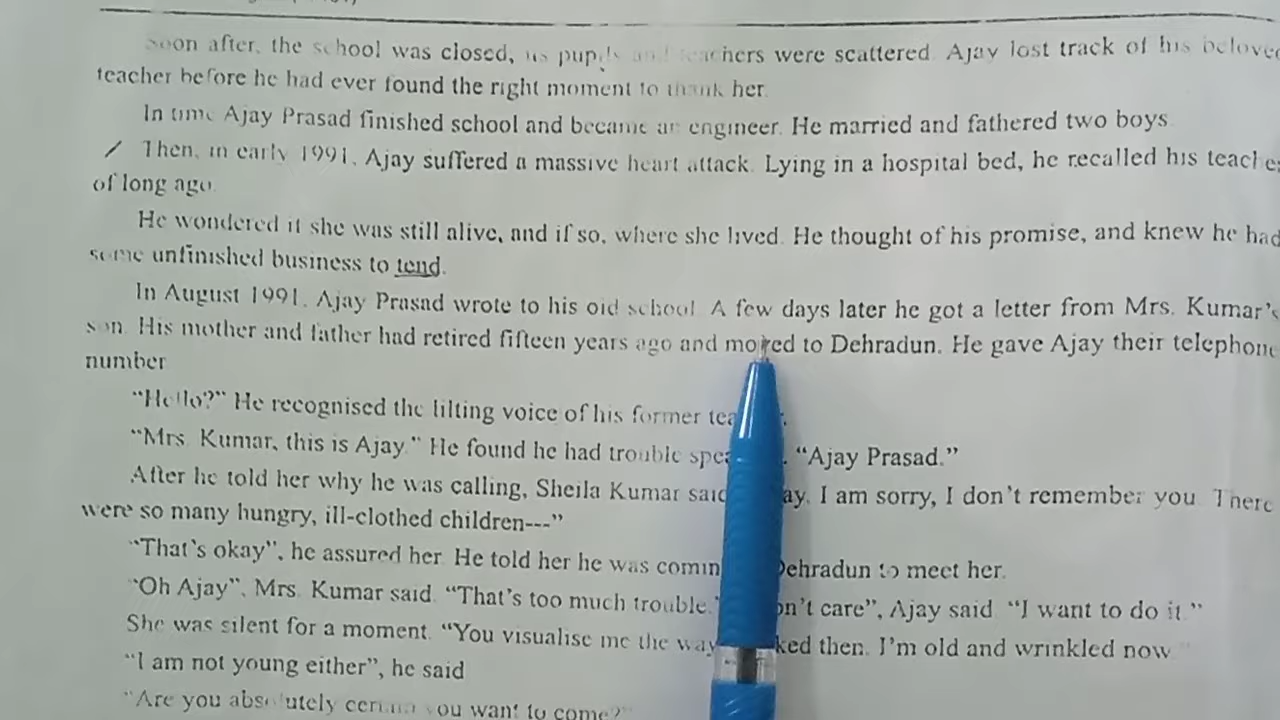 Soon after, the school was closed, its pupils and teachers were scattered. Ajay lost track of his beloved
teacher before he had ever found the right moment to thank her.
In time Ajay Prasad finished school and became an engineer. He married and fathered two boys.
Then, in early 1991, Ajay suffered a massive heart attack. Lying in a hospital bed, he recalled his teacher
of long ago.
He wondered if she was still alive, and if so, where she lived. He thought of his promise, and knew he had
some unfinished business to tend.
In August 1991, Ajay Prasad wrote to his old school. A few days later he got a letter from Mrs. Kumar's
son. His mother and father had retired fifteen years ago and moved to Dehradun. He gave Ajay their telephone
number
"Hello?" He recognised the lilting voice of his former
"Mrs. Kumar, this is Ajay." He found he had trouble "Ajay Prasad."
After he told her why he was calling, Sheila Kumar said I am sorry, I don't remember you. There
were so many hungry, ill-clothed children---"
"That's okay", he assured her. He told her he was Dehradun to meet her.
"Oh Ajay", Mrs. Kumar said. "That's too much trouble." care", Ajay said. "I want to do it."
She was silent for a moment. "You visualise me the way then. I'm old and wrinkled now."
"I am not young either", he said
"Are you absolutely certain you want to come?"